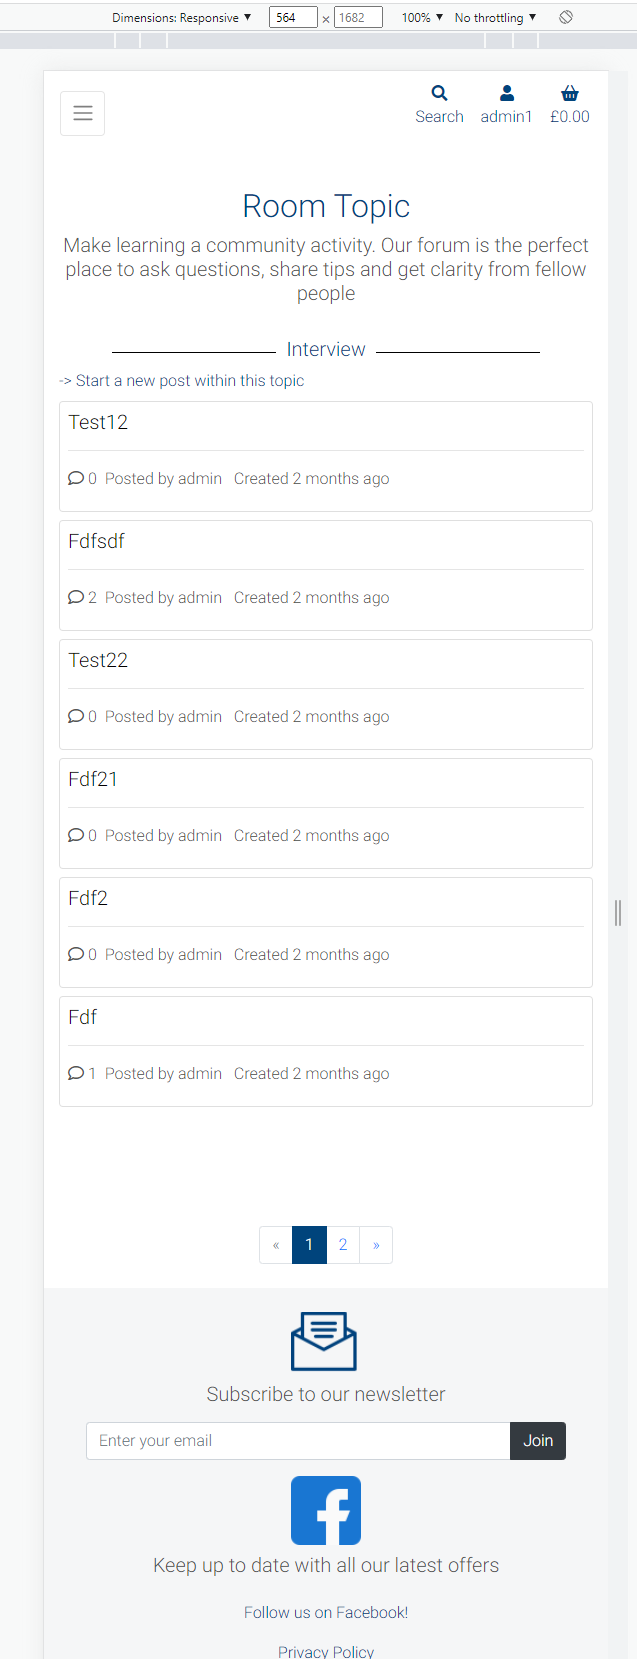 Dimensions: Responsive ▼ 564 × 1682 100% ▼ No throttling ▼
Search admin1 £0.00
Room Topic
Make learning a community activity. Our forum is the perfect
place to ask questions, share tips and get clarity from fellow
people
Interview
-> Start a new post within this topic
Test12
0 Posted by admin Created 2 months ago
Fdfsdf
2 Posted by admin Created 2 months ago
Test22
0 Posted by admin Created 2 months ago
Fdf21
0 Posted by admin Created 2 months ago
Fdf2
0 Posted by admin Created 2 months ago
Fdf
1 Posted by admin Created 2 months ago
« 1 2 »
Subscribe to our newsletter
Enter your email Join
Keep up to date with all our latest offers
Follow us on Facebook!
Privacy Policy